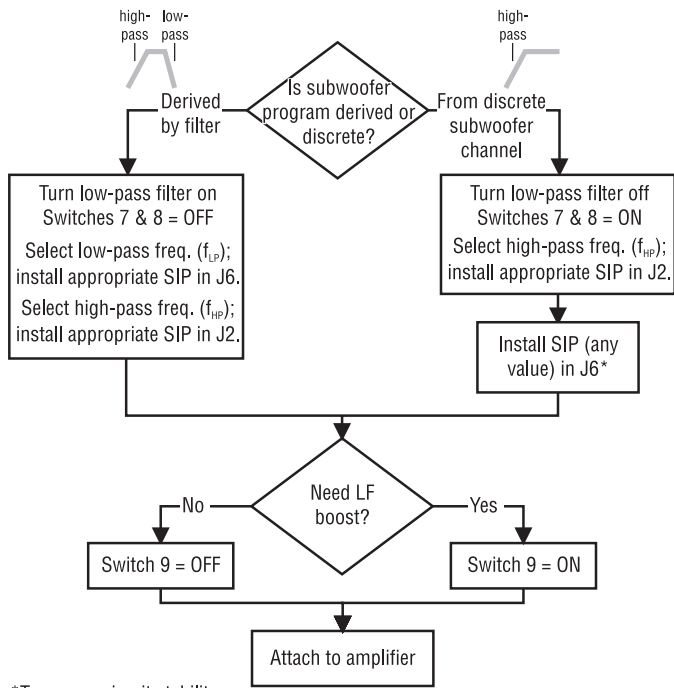 high-pass
low-pass
high-pass
Is subwoofer
program derived or
discrete?
Derived
by filter
From discrete
subwoofer
channel
Turn low-pass filter on
Switches 7 & 8 = OFF
Select low-pass freq. (fLP);
install appropriate SIP in J6.
Select high-pass freq. (fHP);
install appropriate SIP in J2.
Turn low-pass filter off
Switches 7 & 8 = ON
Select high-pass freq. (fHP);
install appropriate SIP in J2.
Install SIP (any
value) in J6*
Need LF
boost?
No
Yes
Switch 9 = OFF
Switch 9 = ON
Attach to amplifier